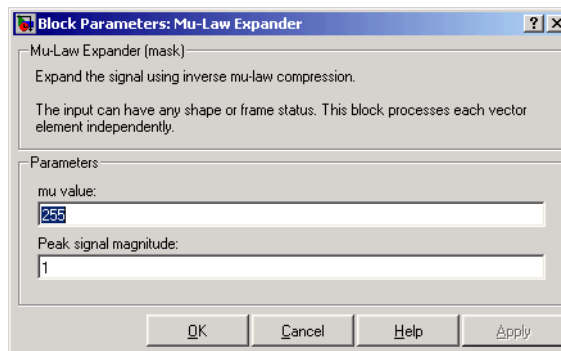 Block Parameters: Mu-Law Expander
Mu-Law Expander (mask)
Expand the signal using inverse mu-law compression.
The input can have any shape or frame status. This block processes each vector
element independently.
Parameters
mu value:
255
Peak signal magnitude:
1
OK Cancel Help Apply